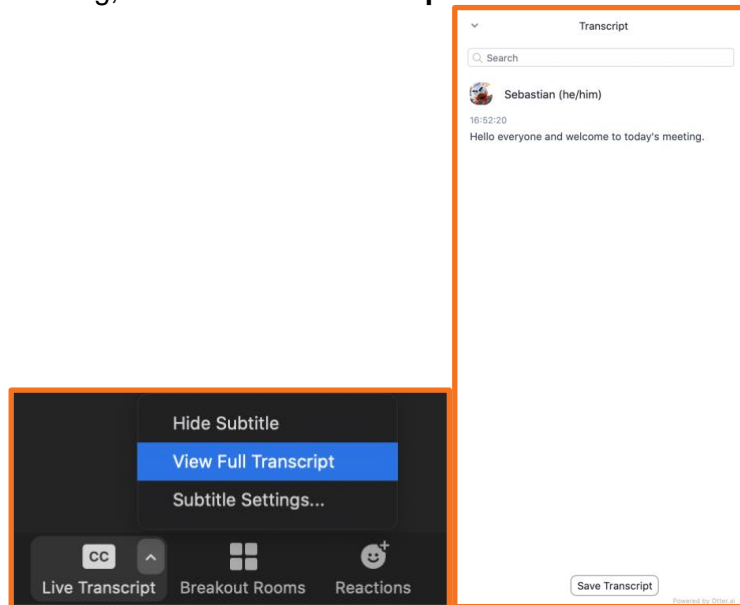 Transcript
Search
Sebastian (he/him)
16:52:20
Hello everyone and welcome to today's meeting.
Hide Subtitle
View Full Transcript
Subtitle Settings...
CC
Live Transcript Breakout Rooms Reactions
Save Transcript
Powered by Otter.ai